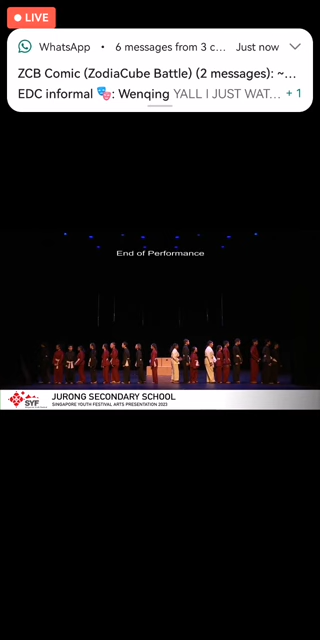 LIVE
WhatsApp • 6 messages from 3 c... Just now
ZCB Comic (ZodiaCube Battle) (2 messages): ~...
EDC informal 🎭: Wenqing YALL I JUST WAT... + 1
End of Performance
SYF
JURONG SECONDARY SCHOOL
SINGAPORE YOUTH FESTIVAL ARTS PRESENTATION 2023